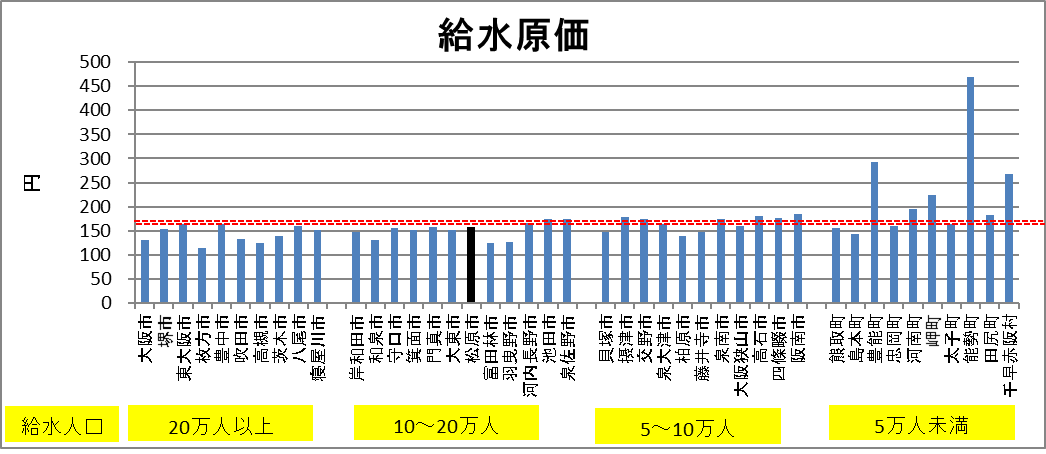 給水原価
円
500
450
400
350
300
250
200
150
100
50
0
大阪市
堺市
東大阪市
枚方市
豊中市
吹田市
高槻市
茨木市
八尾市
寝屋川市
岸和田市
和泉市
守口市
箕面市
門真市
大東市
松原市
富田林市
羽曳野市
河内長野市
池田市
泉佐野市
貝塚市
摂津市
交野市
泉大津市
柏原市
藤井寺市
泉南市
大阪狭山市
高石市
四條畷市
阪南市
熊取町
島本町
豊能町
忠岡町
河南町
岬町
太子町
能勢町
田尻町
千早赤阪村
給水人口
20万人以上
10～20万人
5～10万人
5万人未満